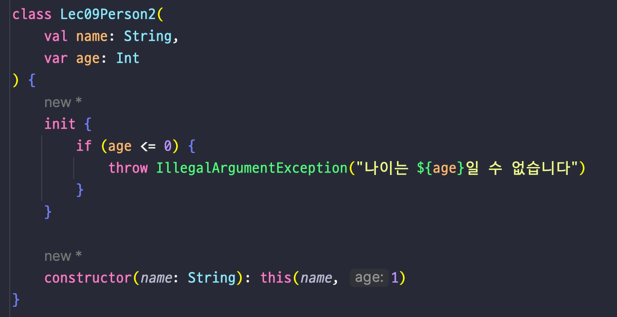 class Lec09Person2(
    val name: String,
    var age: Int
) {
    new *
    init {
        if (age <= 0) {
            throw IllegalArgumentException("나이는 ${age}일 수 없습니다")
        }
    }

    new *
    constructor(name: String): this(name, age: 1)
}